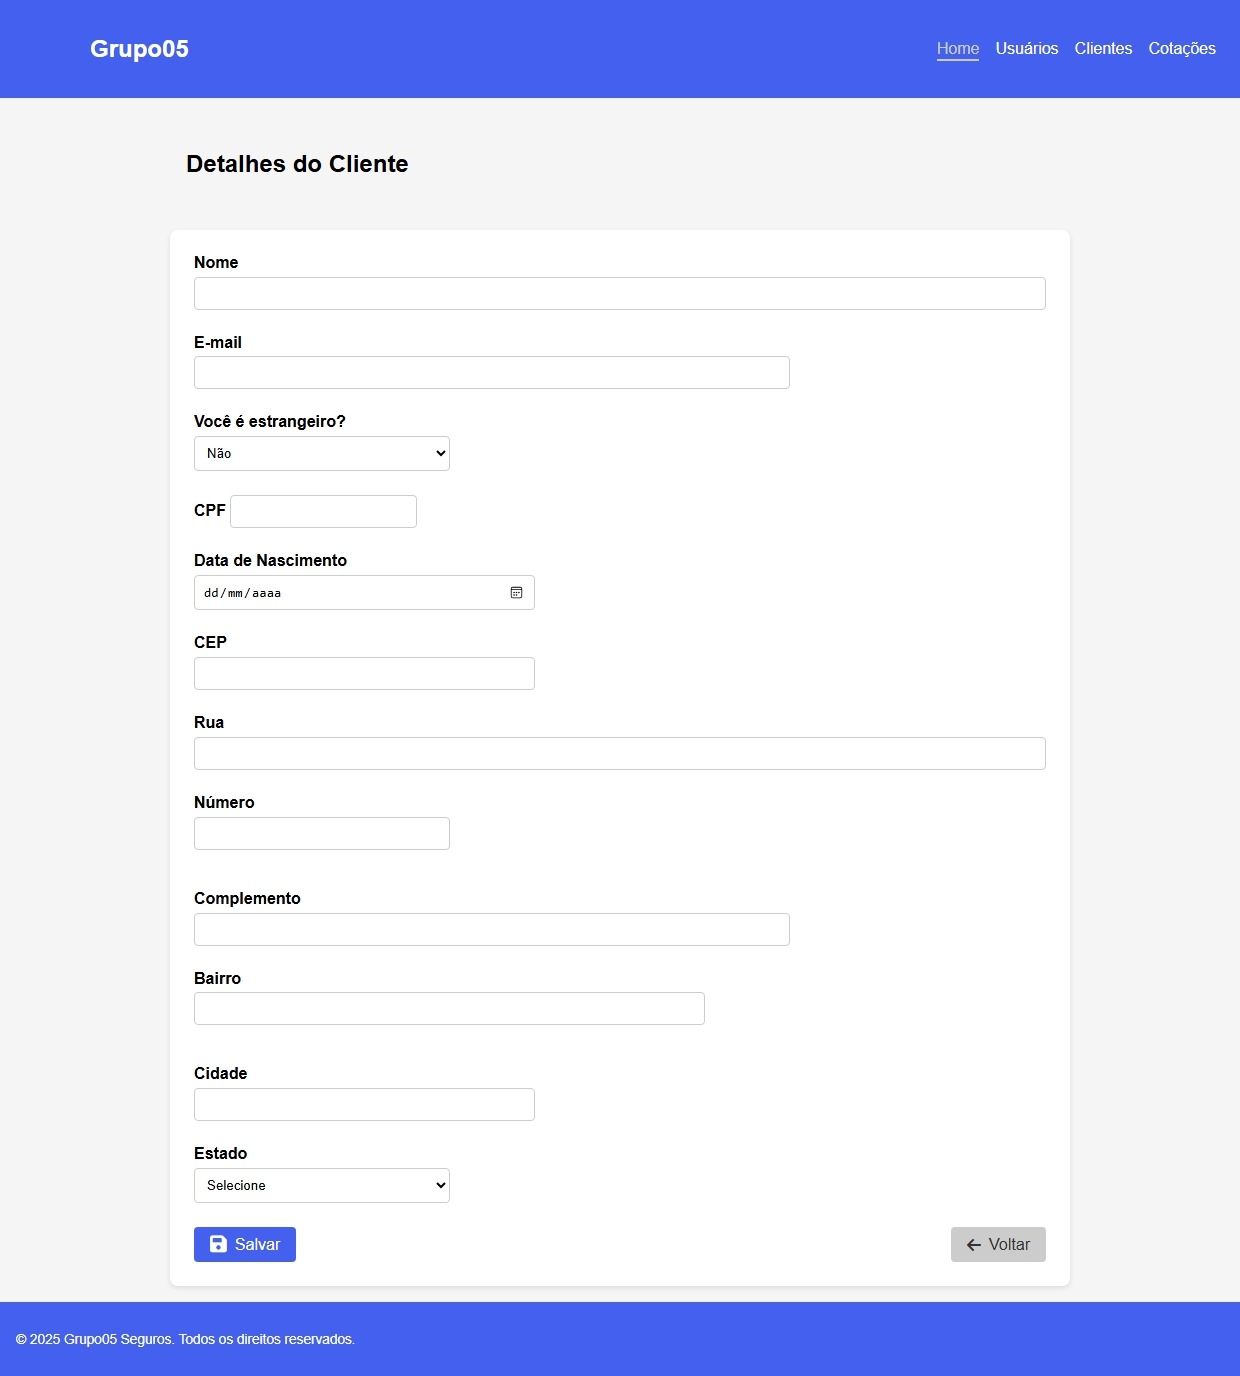 Grupo05
Home Usuários Clientes Cotações
Detalhes do Cliente
Nome
E-mail
Você é estrangeiro?
Não
CPF
Data de Nascimento
dd/mm/aaaa
CEP
Rua
Número
Complemento
Bairro
Cidade
Estado
Selecione
Salvar
Voltar
© 2025 Grupo05 Seguros. Todos os direitos reservados.